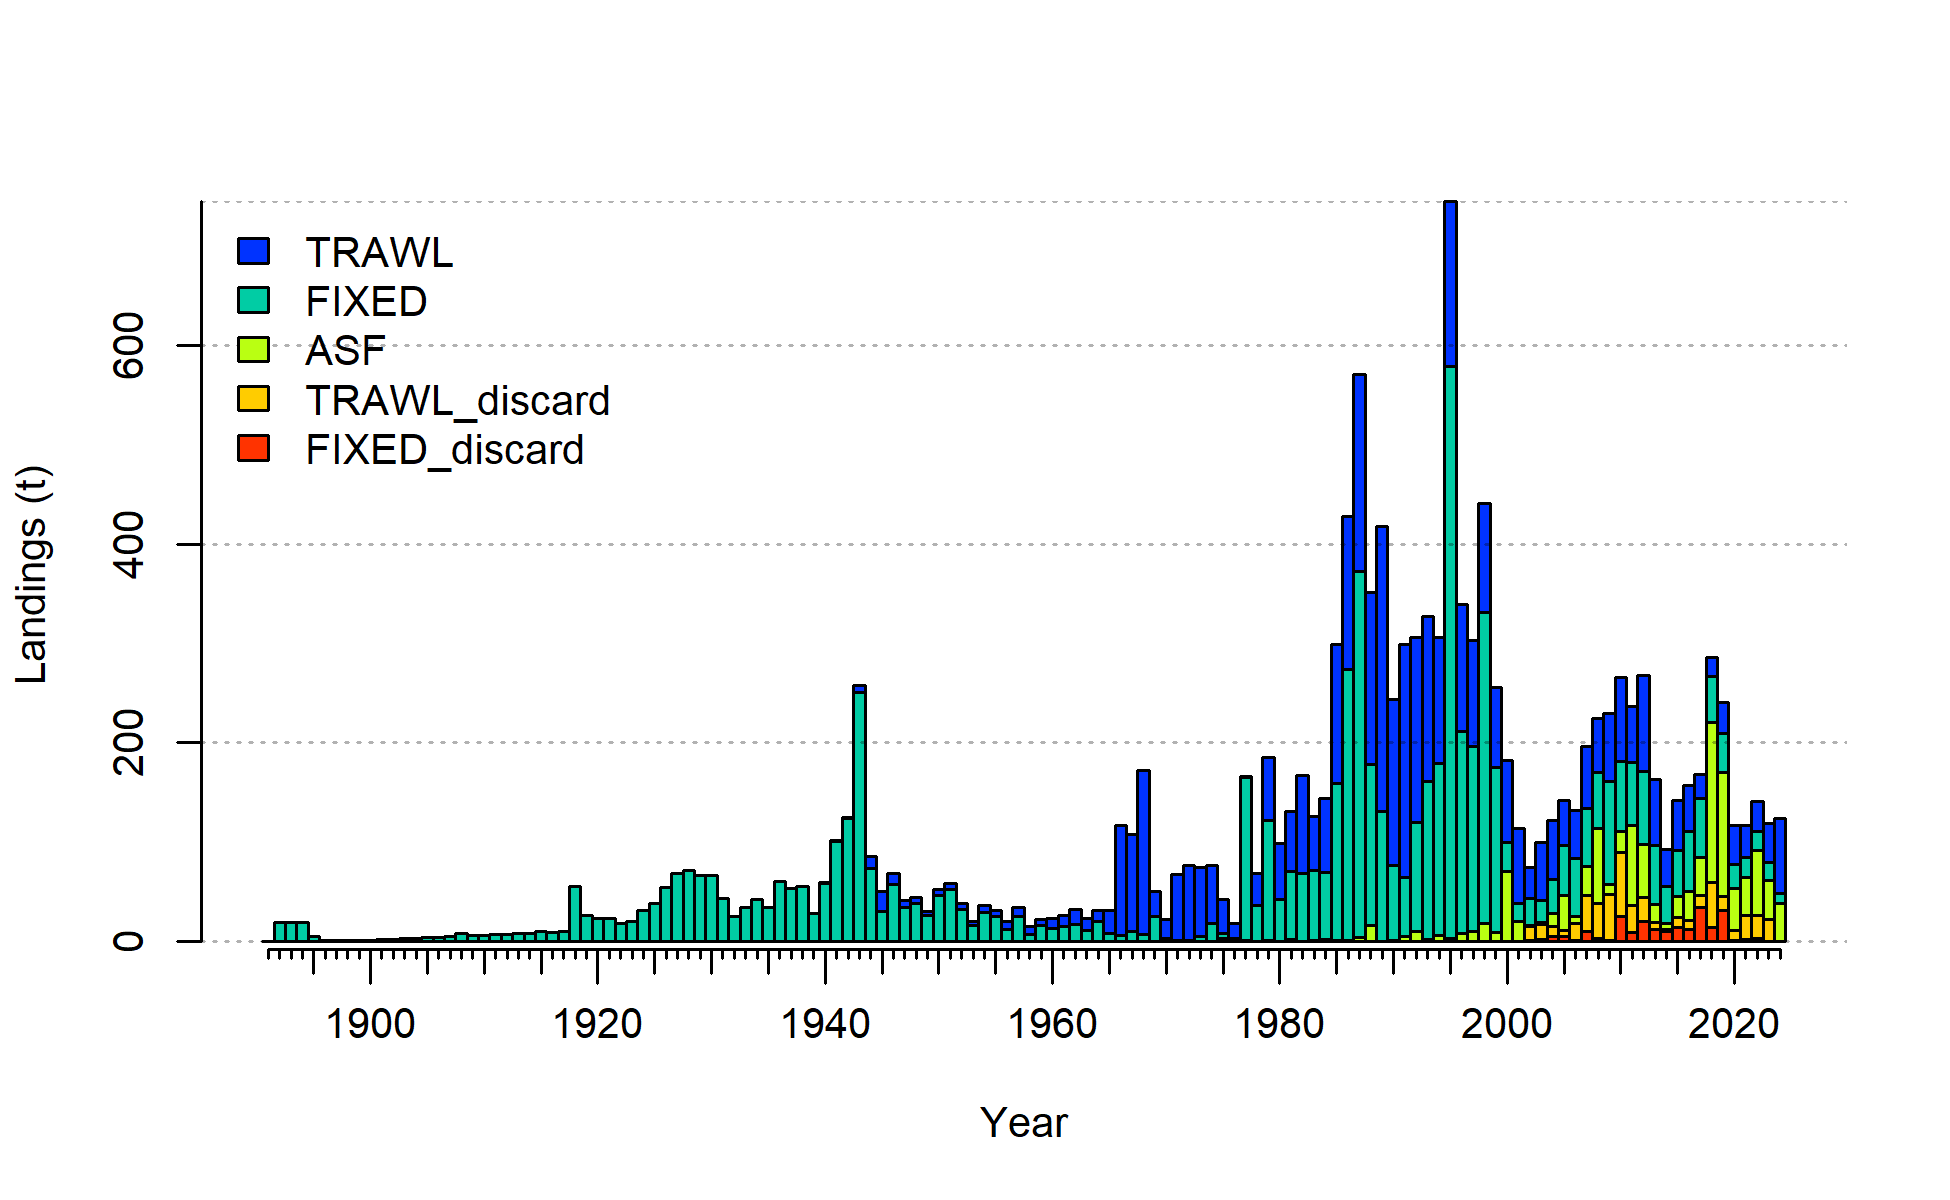 TRAWL
FIXED
ASF
TRAWL_discard
FIXED_discard
Landings (t)
600
400
200
0
1900 1920 1940 1960 1980 2000 2020
Year